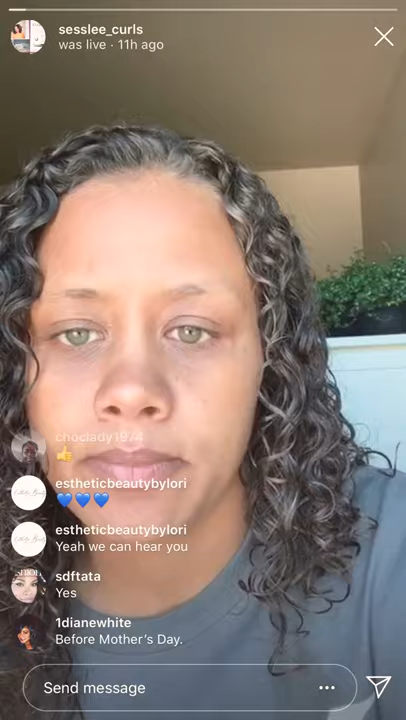 sesslee_curls
was live · 11h ago
choclady1974
👍
estheticbeautybylori
💙💙💙
estheticbeautybylori
Yeah we can hear you
sdftata
Yes
1dianewhite
Before Mother's Day.
Send message